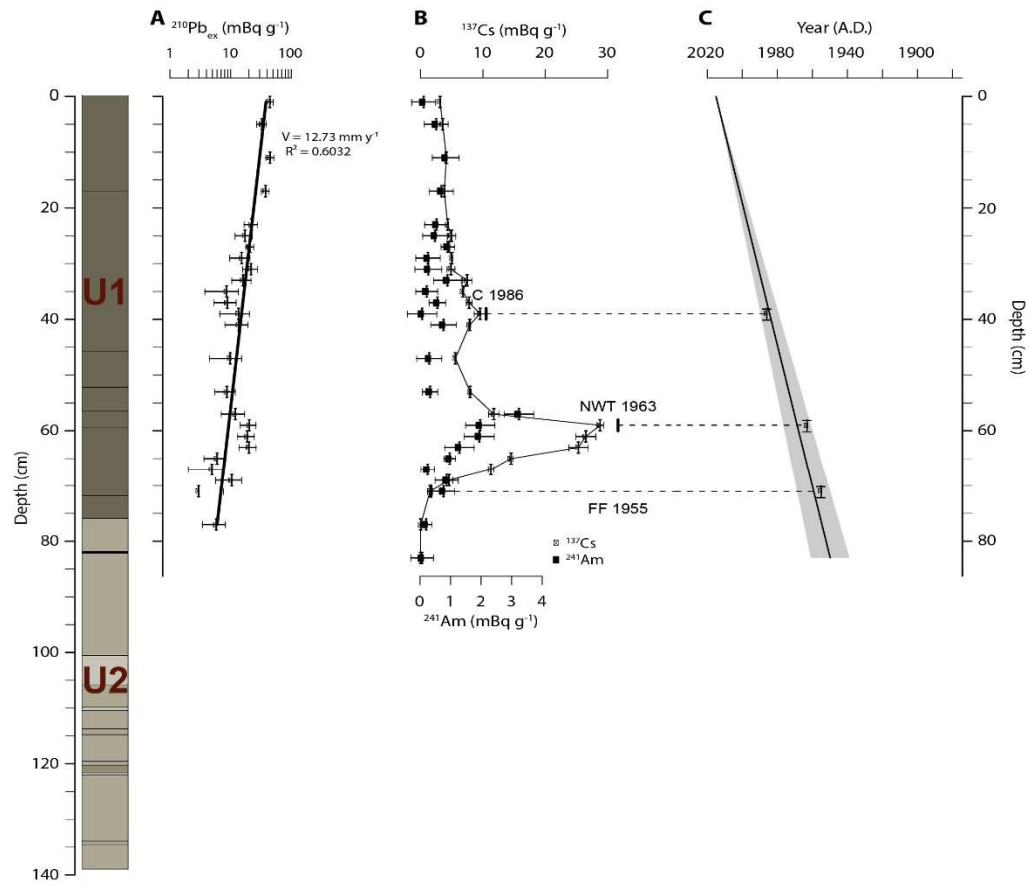 A
B
C
²¹⁰Pbₑₓ (mBq g⁻¹)
¹³⁷Cs (mBq g⁻¹)
Year (A.D.)
1 10 100
0 10 20 30
2020 1980 1940 1900
0
20
40
60
80
100
120
140
Depth (cm)
U1
U2
V = 12.73 mm y⁻¹
R² = 0.6032
C 1986
NWT 1963
FF 1955
¹³⁷Cs
²⁴¹Am
0 1 2 3 4
²⁴¹Am (mBq g⁻¹)
0
20
40
60
80
Depth (cm)